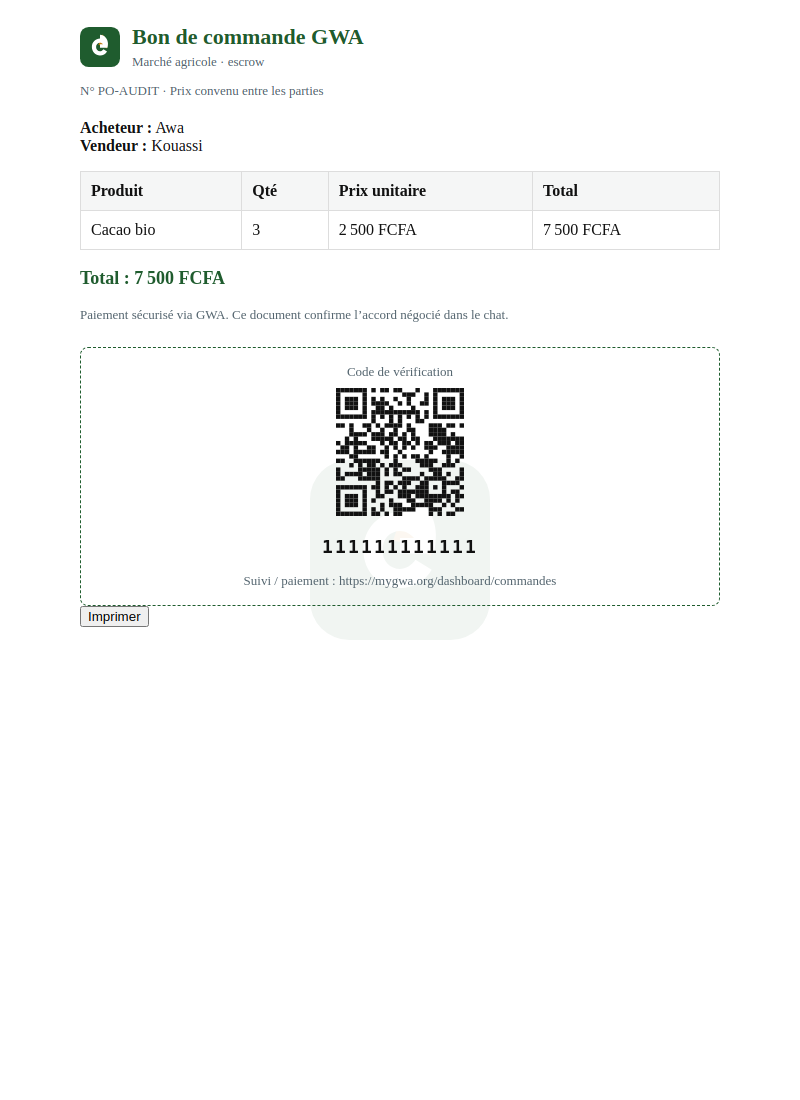 Bon de commande GWA
Marché agricole · escrow
N° PO-AUDIT · Prix convenu entre les parties
Acheteur : Awa
Vendeur : Kouassi
Produit Qté Prix unitaire Total
Cacao bio 3 2 500 FCFA 7 500 FCFA
Total : 7 500 FCFA
Paiement sécurisé via GWA. Ce document confirme l’accord négocié dans le chat.
Code de vérification
111111111111
Suivi / paiement : https://mygwa.org/dashboard/commandes
Imprimer